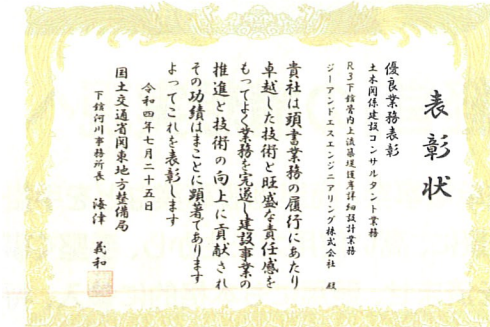 表彰状
優良業務表彰
土木関係建設コンサルタント業務
R3下館管内上流築堤護岸詳細設計業務
ジーアンドエスエンジニアリング株式会社 殿
貴社は頭書業務の履行にあたり
卓越した技術と旺盛な責任感を
もってよく業務を完遂し建設事業の
推進と技術の向上に貢献され
その功績はまことに顕著であります
よってこれを表彰します
令和四年七月二十五日
国土交通省関東地方整備局
下館河川事務所長 海津 義和